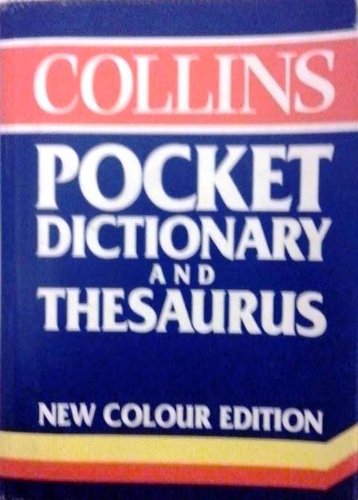 COLLINS
POCKET
DICTIONARY
AND
THESAURUS
NEW COLOUR EDITION